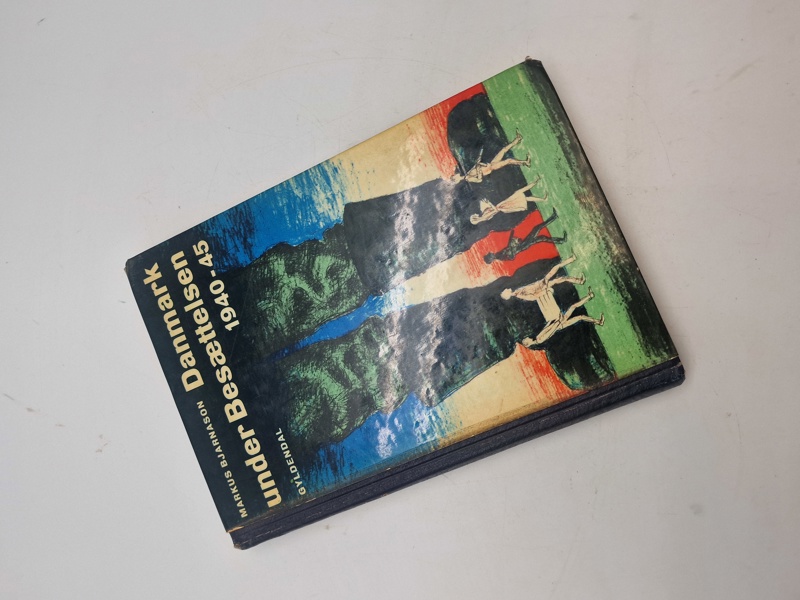 MARKUS BJARNASON Danmark
under Besættelsen
1940-45
GYLDENDAL